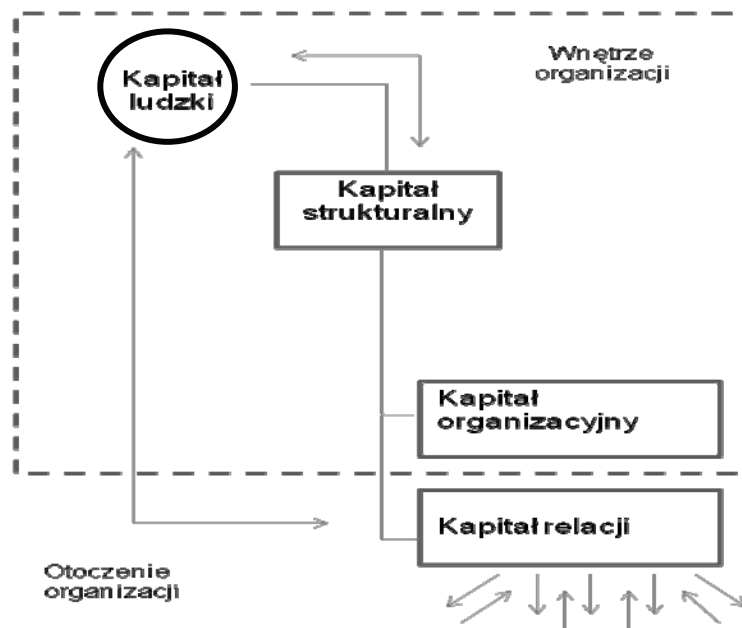 Kapitał
ludzki
Wnętrze
organizacji
Kapitał
strukturalny
Kapitał
organizacyjny
Kapitał relacji
Otoczenie
organizacji